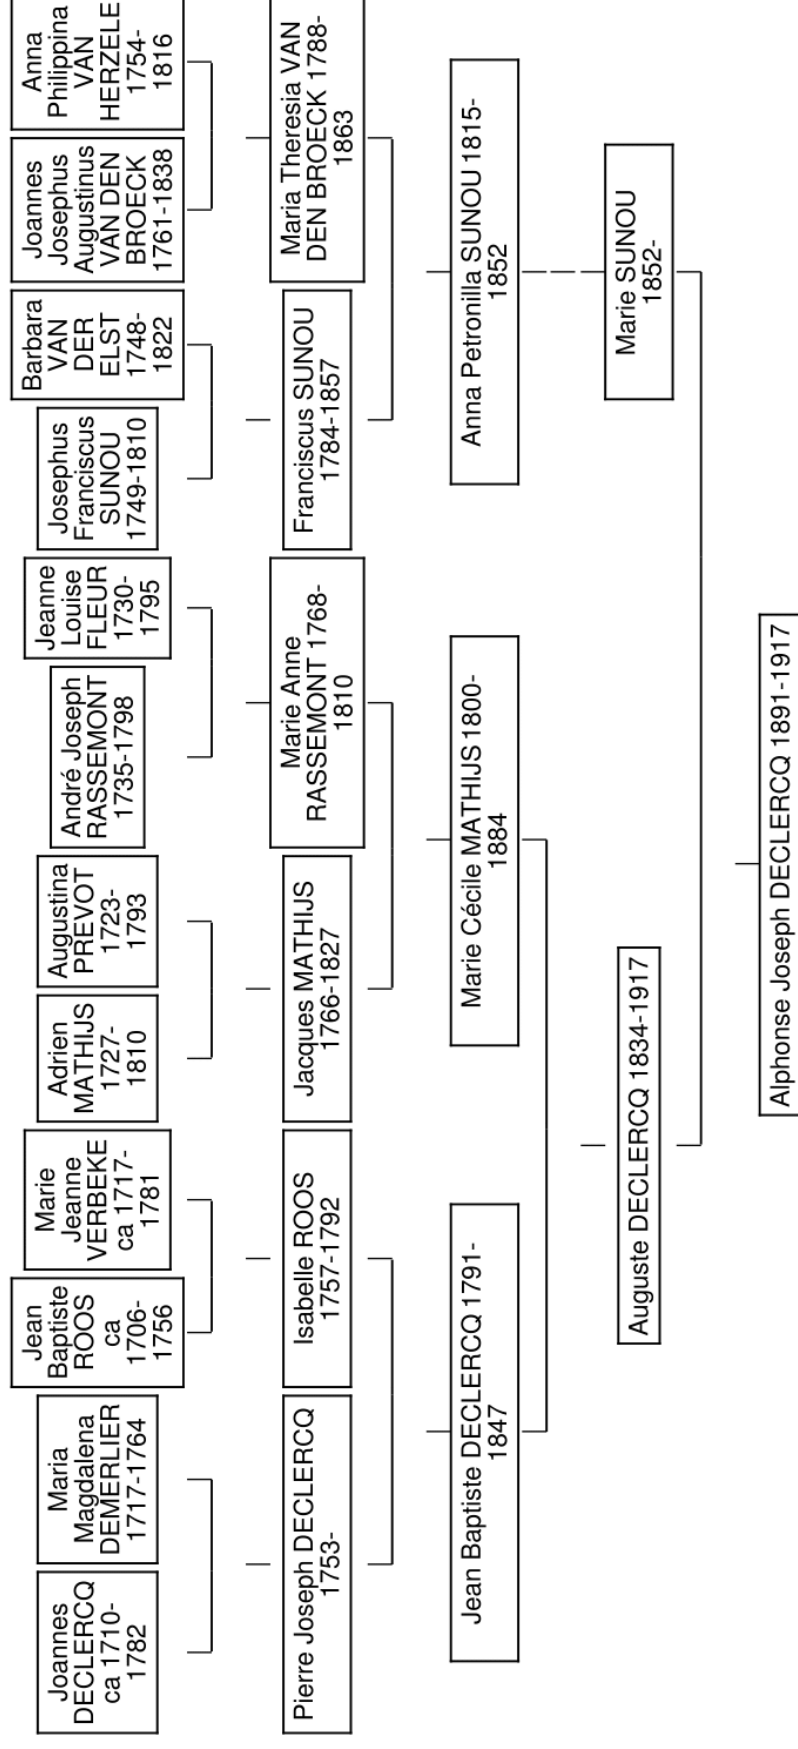 Joannes
DECLERCQ
ca 1710-
1782
Maria
Magdalena
DEMERLIER
1717-1764
Jean
Baptiste
ROOS
ca
1706-
1756
Marie
Jeanne
VERBEKE
ca 1717-
1781
Adrien
MATHIJS
1727-
1810
Augustina
PREVOT
1723-
1793
André Joseph
RASSEMONT
1735-1798
Jeanne
Louise
FLEUR
1730-
1795
Josephus
Franciscus
SUNOU
1749-1810
Barbara
VAN
DER
ELST
1748-
1822
Joannes
Josephus
Augustinus
VAN DEN
BROECK
1761-1838
Anna
Philippina
VAN
HERZELE
1754-
1816
Pierre Joseph DECLERCQ
1753-
Isabelle ROOS
1757-1792
Jacques MATHIJS
1766-1827
Marie Anne
RASSEMONT 1768-
1810
Franciscus SUNOU
1784-1857
Maria Theresia VAN
DEN BROECK 1788-
1863
Jean Baptiste DECLERCQ 1791-
1847
Marie Cécile MATHIJS 1800-
1884
Anna Petronilla SUNOU 1815-
1852
Auguste DECLERCQ 1834-1917
Marie SUNOU
1852-
Alphonse Joseph DECLERCQ 1891-1917